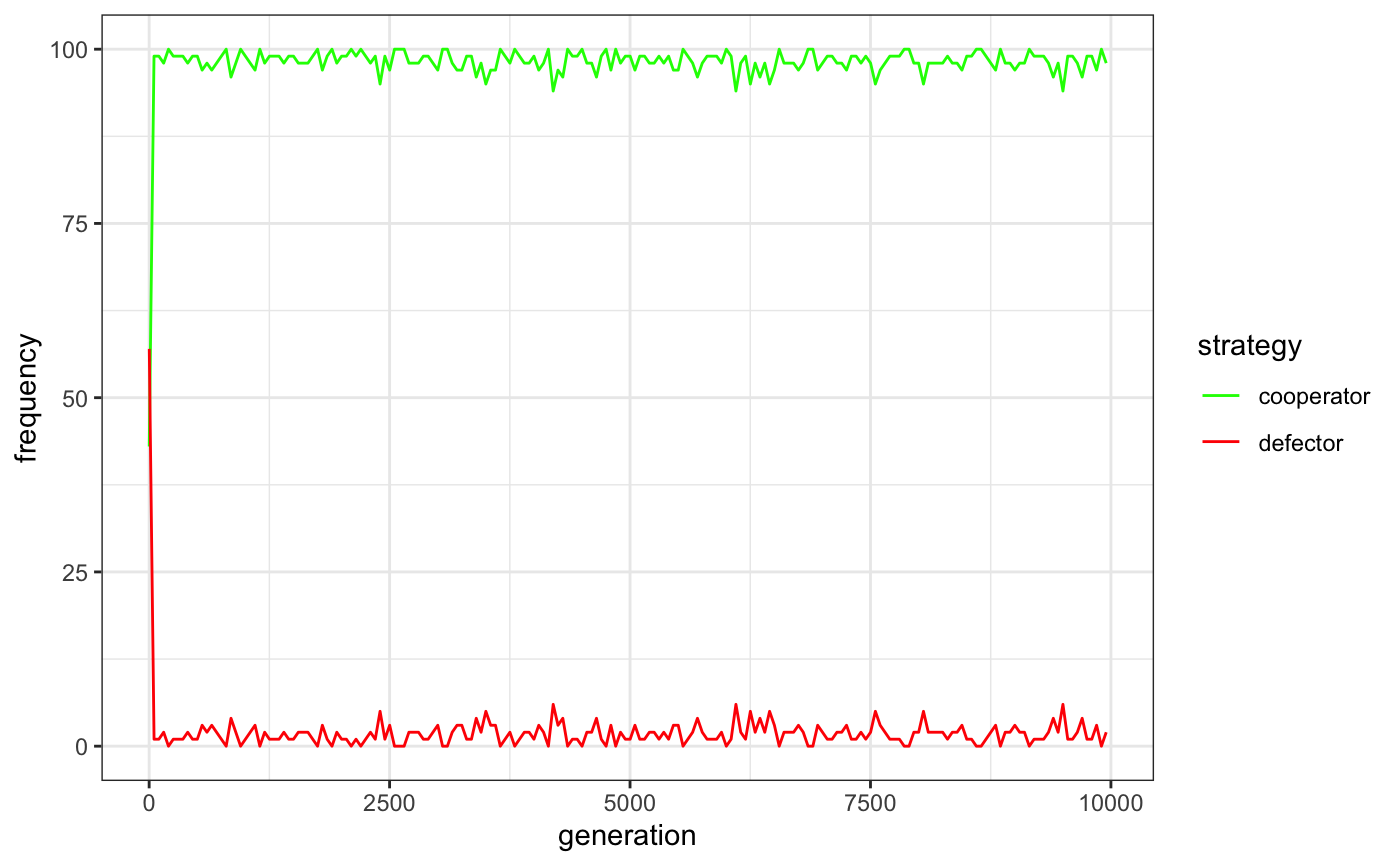 100
75
50
25
0
frequency
0 2500 5000 7500 10000
generation
strategy
cooperator
defector